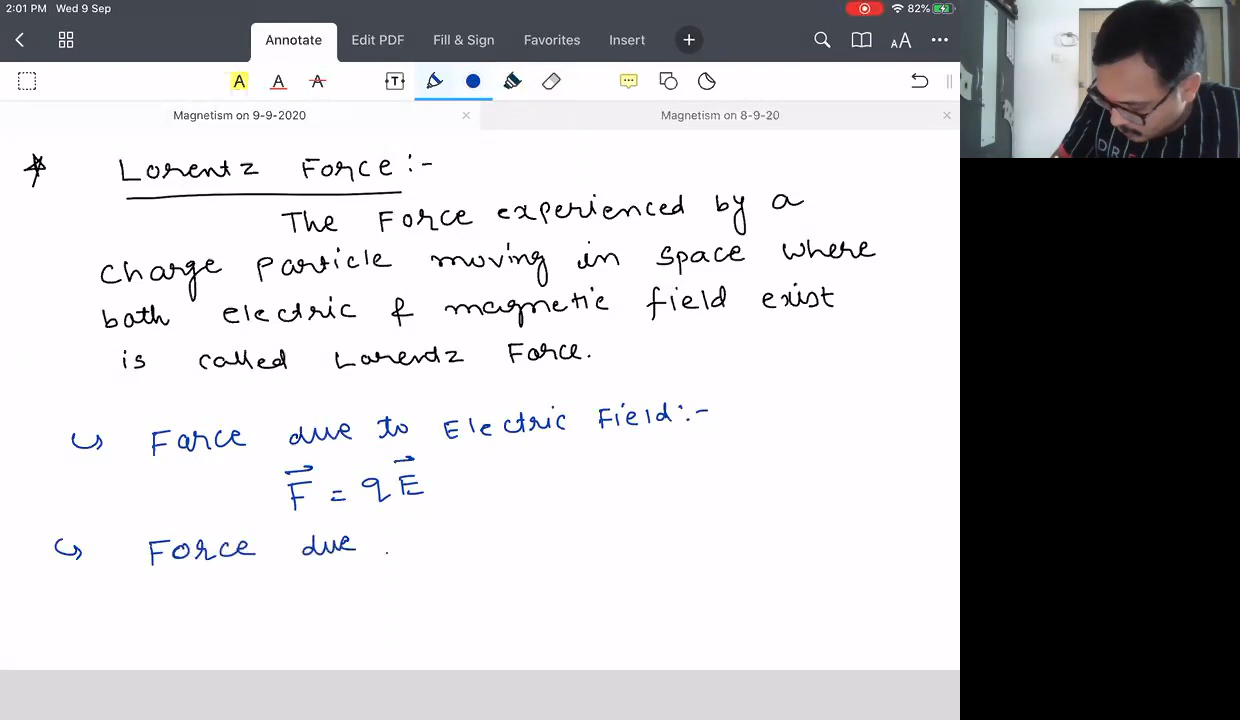 2:01 PM Wed 9 Sep
82%
Annotate Edit PDF Fill & Sign Favorites Insert
Magnetism on 9-9-2020 Magnetism on 8-9-20
Lorentz Force :-
The Force experienced by a
charge Particle moving in space where
both electric & magnetic field exist
is called Lorentz Force.
Force due to Electric Field :-
F⃗ = qE⃗
Force due